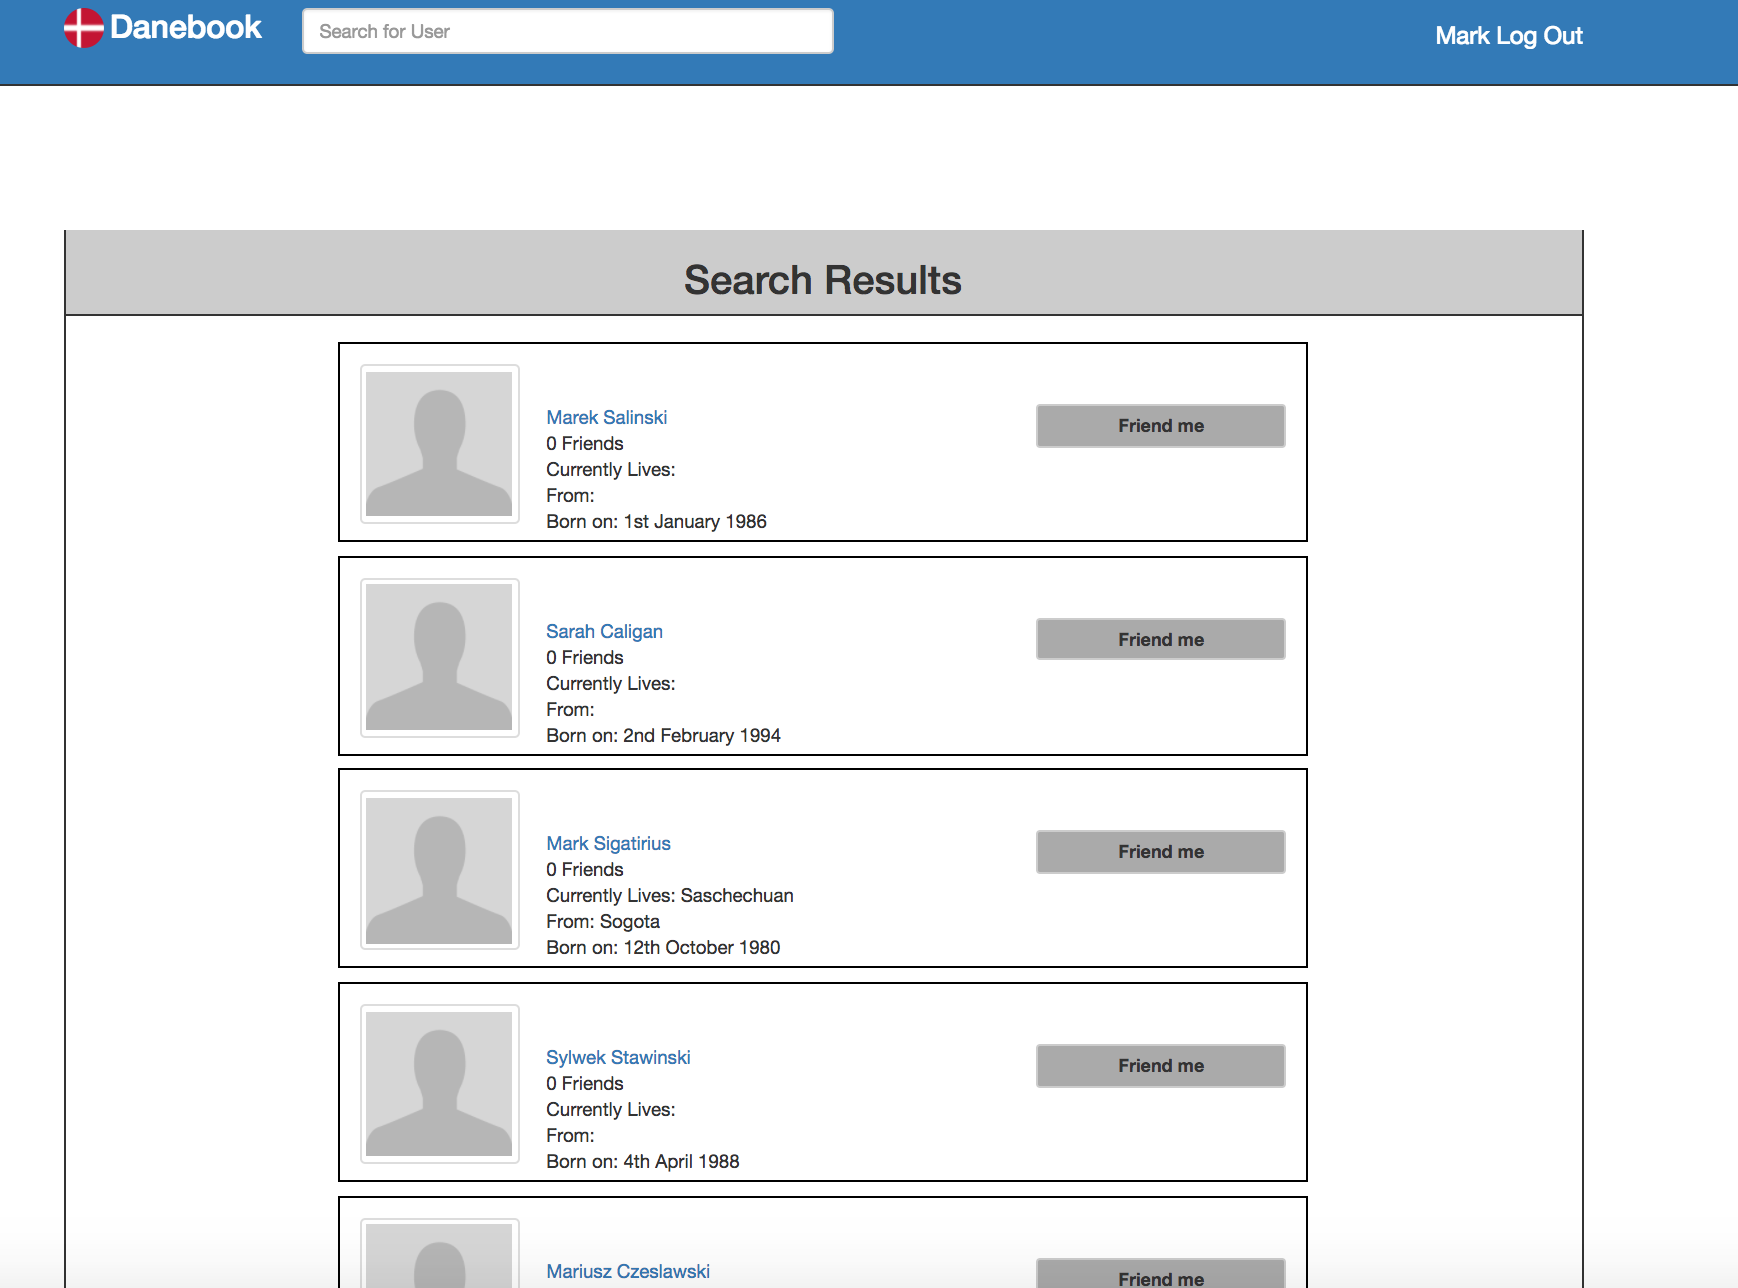 Danebook
Search for User
Mark Log Out
Search Results
Marek Salinski
0 Friends
Currently Lives:
From:
Born on: 1st January 1986
Friend me
Sarah Caligan
0 Friends
Currently Lives:
From:
Born on: 2nd February 1994
Friend me
Mark Sigatirius
0 Friends
Currently Lives: Saschechuan
From: Sogota
Born on: 12th October 1980
Friend me
Sylwek Stawinski
0 Friends
Currently Lives:
From:
Born on: 4th April 1988
Friend me
Mariusz Czeslawski
Friend me